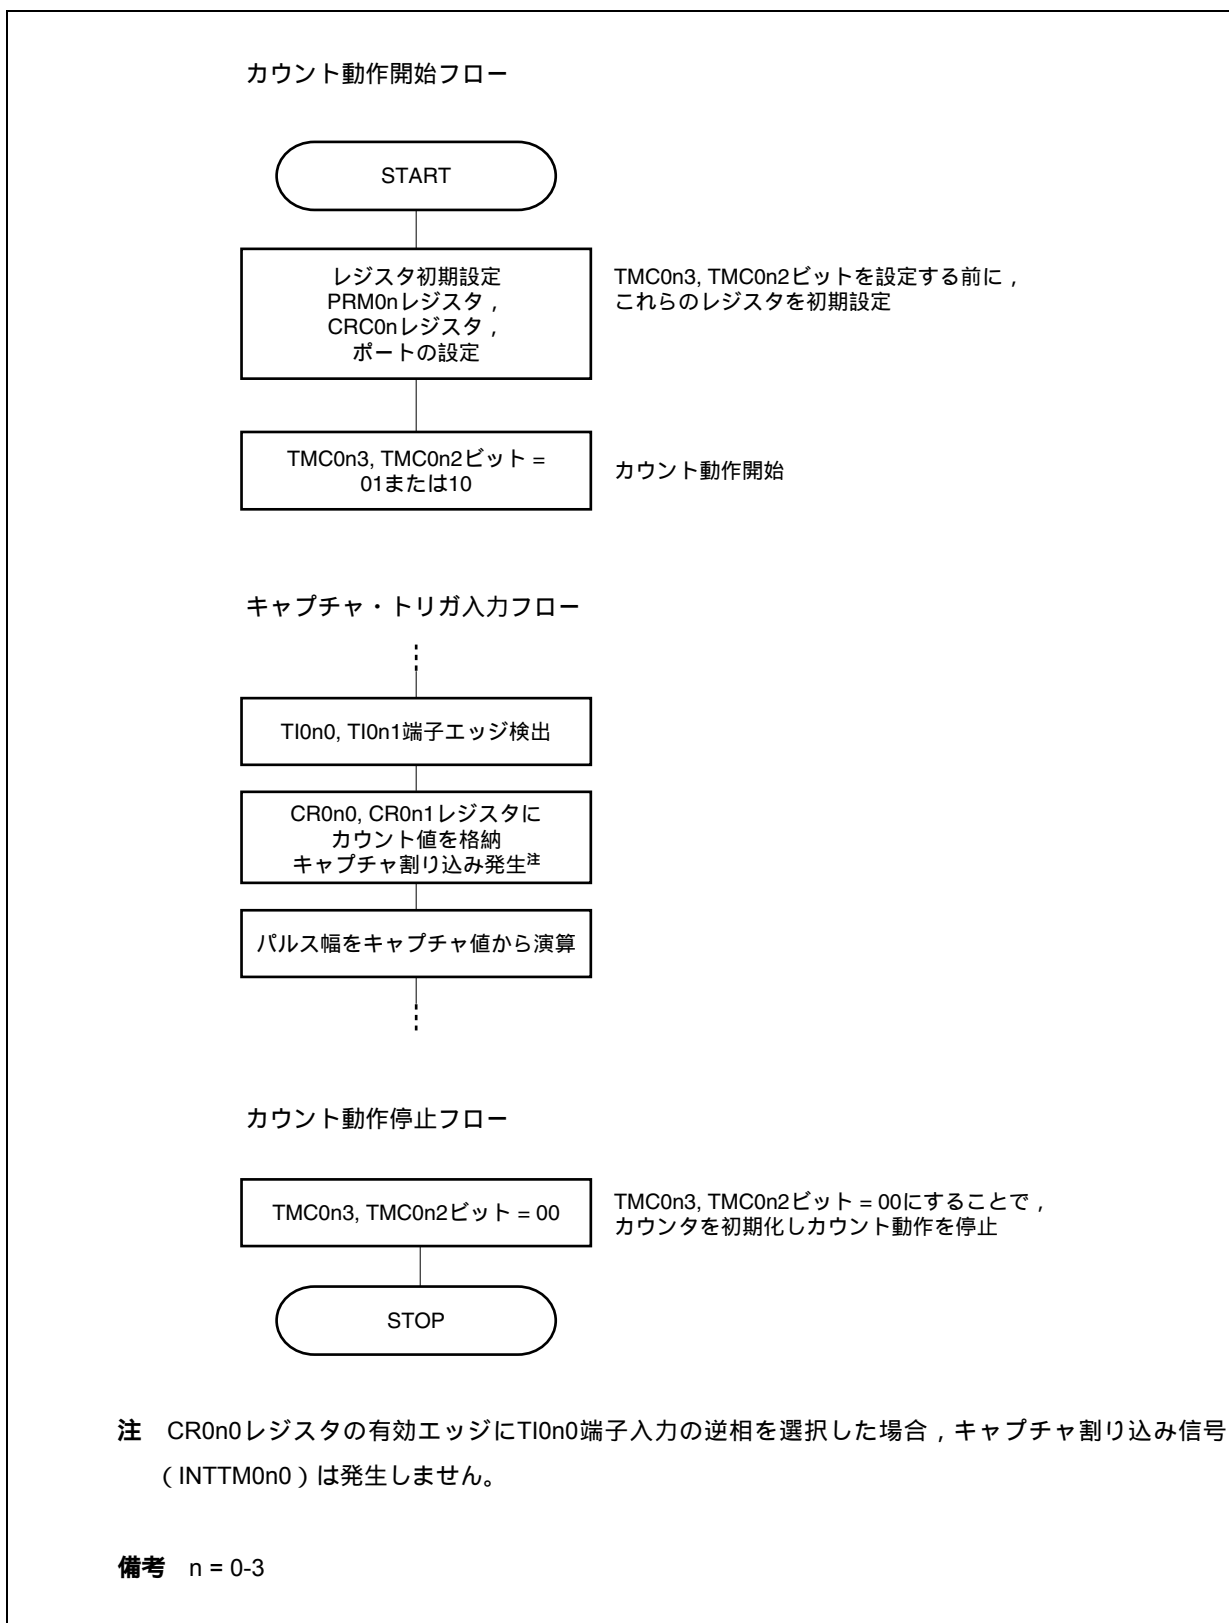 カウント動作開始フロー
START
レジスタ初期設定
PRM0nレジスタ，
CRC0nレジスタ，
ポートの設定
TMC0n3, TMC0n2ビットを設定する前に，
これらのレジスタを初期設定
TMC0n3, TMC0n2ビット =
01または10
カウント動作開始
キャプチャ・トリガ入力フロー
TI0n0, TI0n1端子エッジ検出
CR0n0, CR0n1レジスタに
カウント値を格納
キャプチャ割り込み発生注
パルス幅をキャプチャ値から演算
カウント動作停止フロー
TMC0n3, TMC0n2ビット = 00
TMC0n3, TMC0n2ビット = 00にすることで，
カウンタを初期化しカウント動作を停止
STOP
注　CR0n0レジスタの有効エッジにTI0n0端子入力の逆相を選択した場合，キャプチャ割り込み信号
（INTTM0n0）は発生しません。
備考　n = 0-3